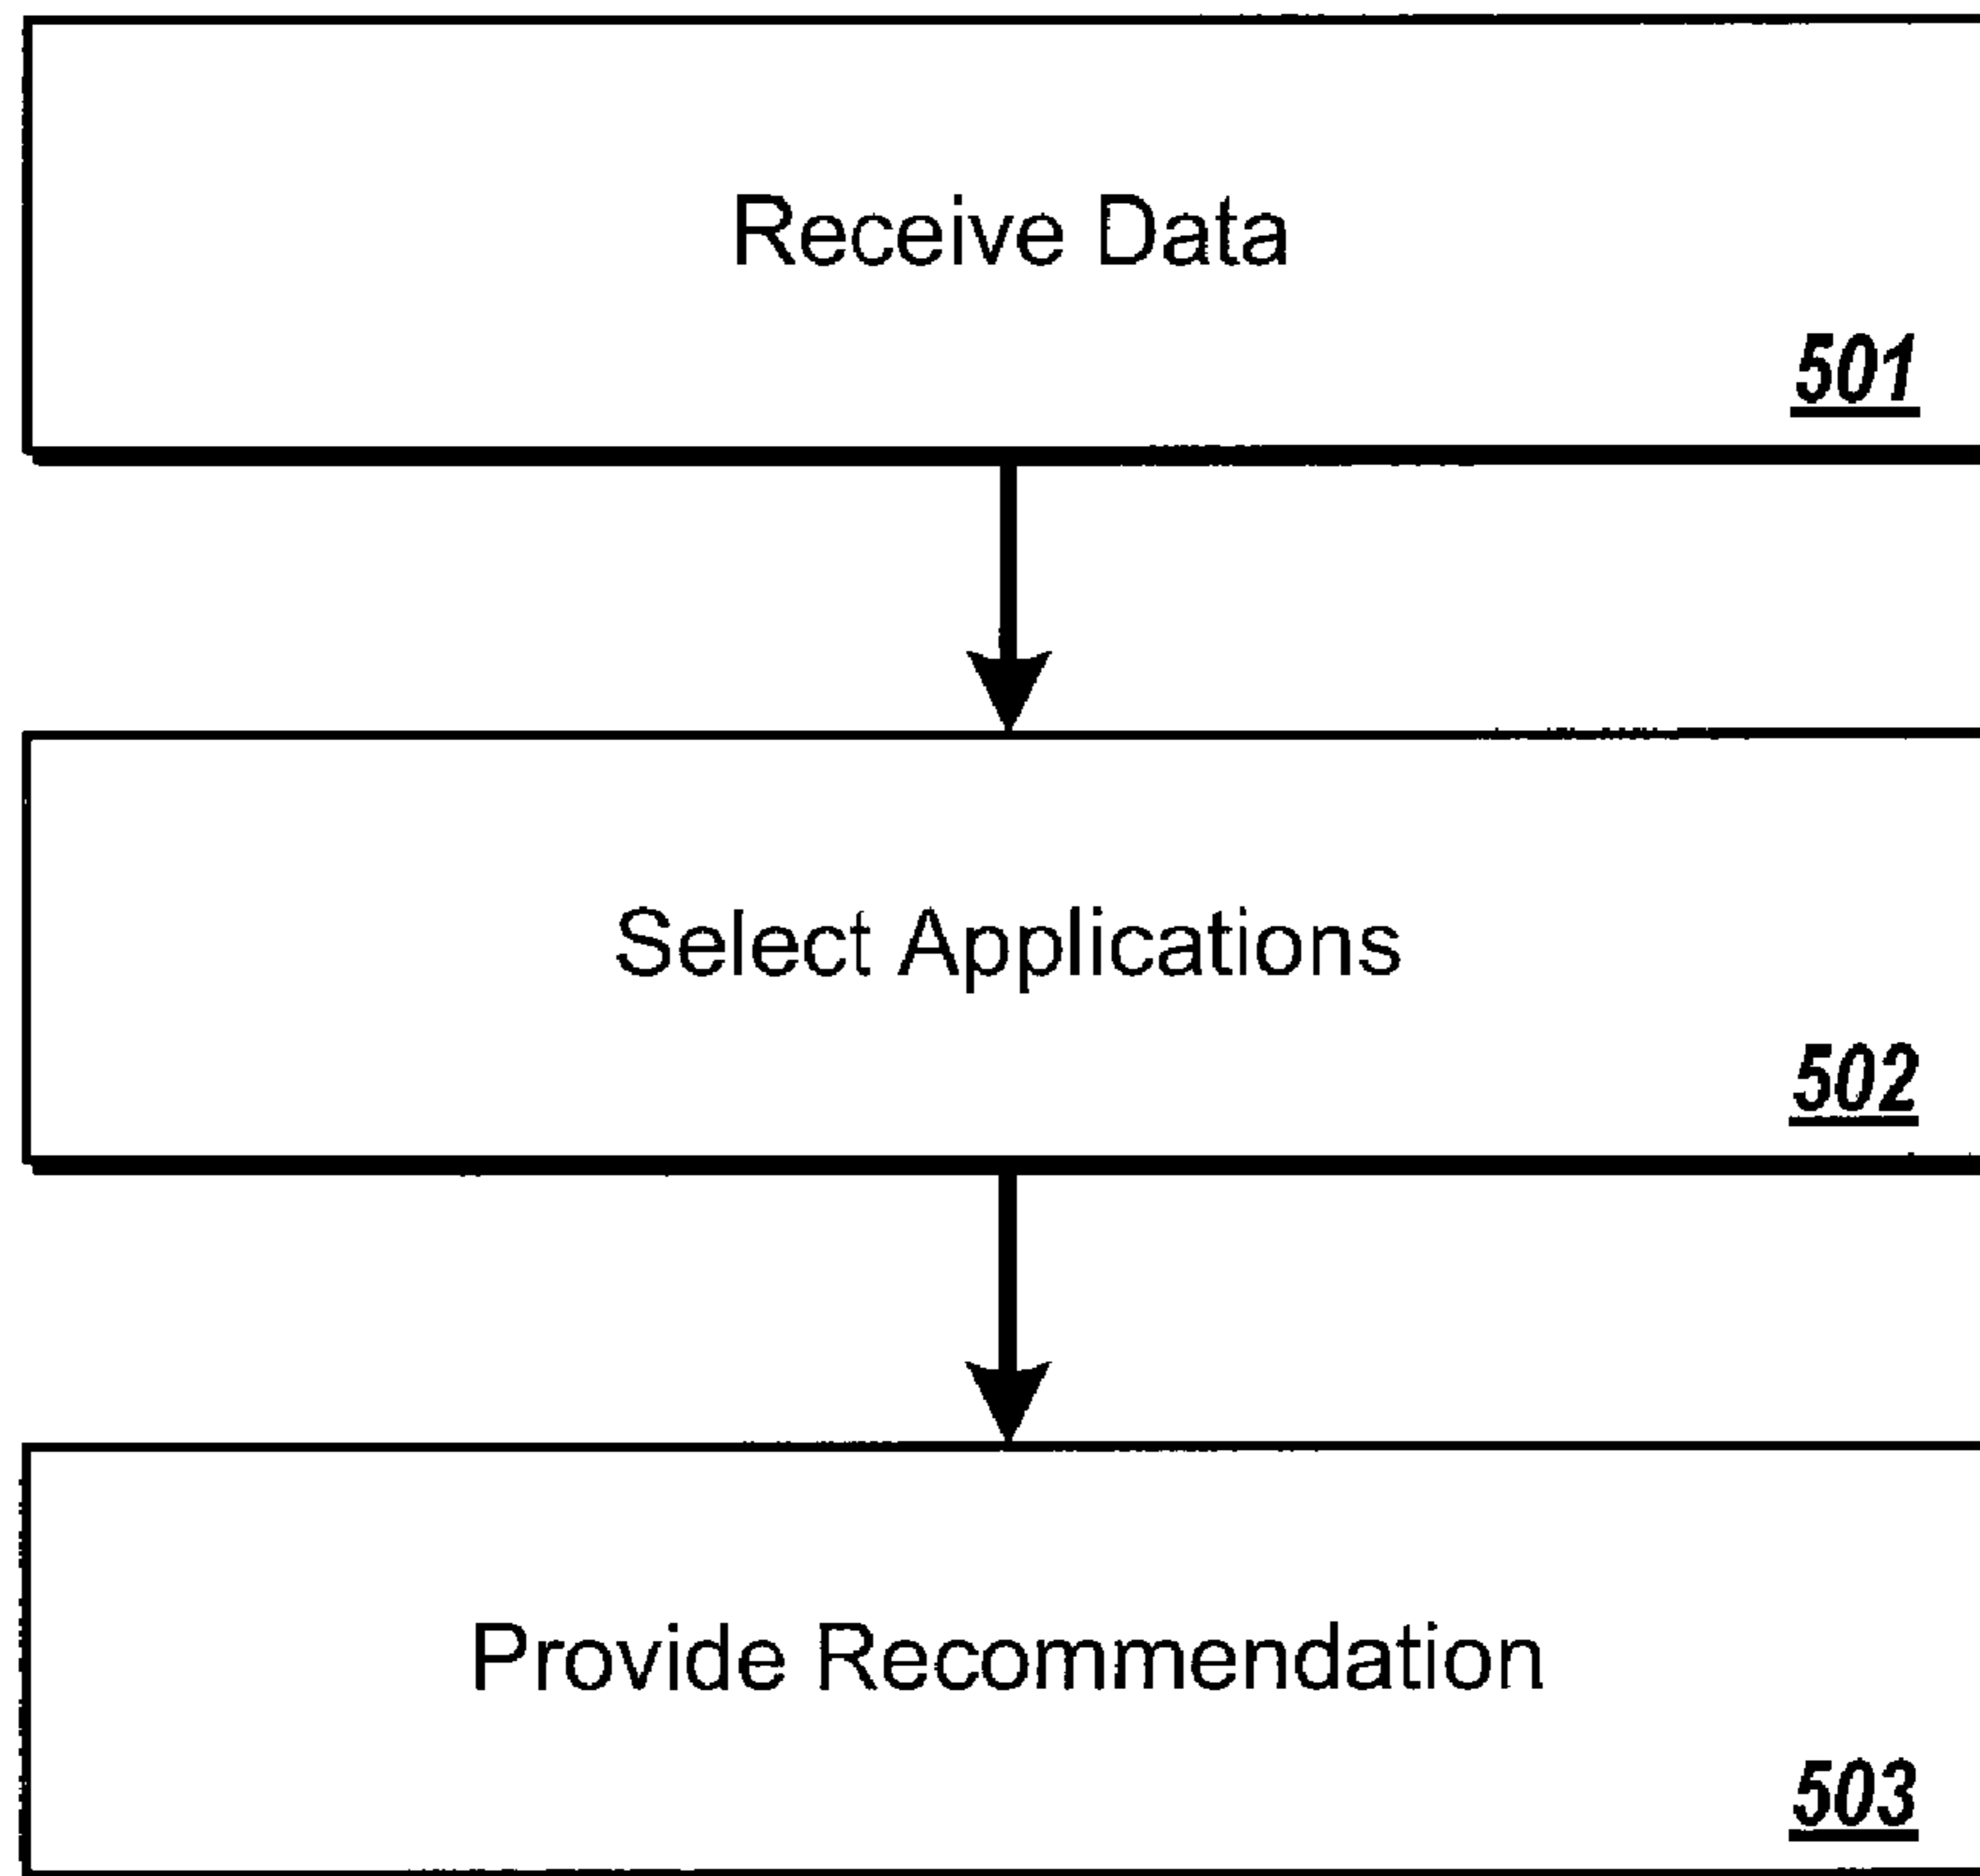 Receive Data
501
Select Applications
502
Provide Recommendation
503